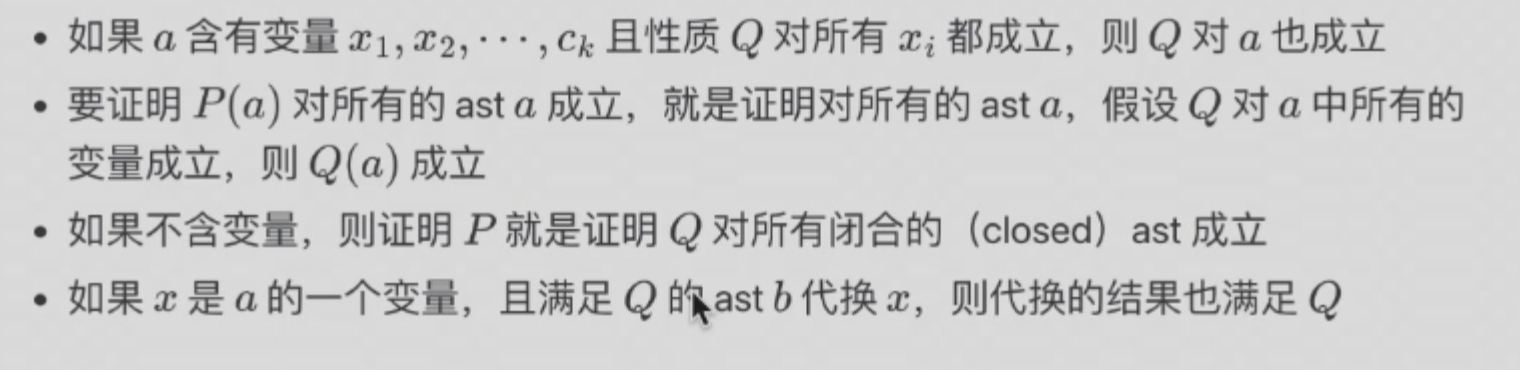 • 如果 a 含有变量 x₁, x₂, ⋯, cₖ 且性质 Q 对所有 xᵢ 都成立，则 Q 对 a 也成立
• 要证明 P(a) 对所有的 ast a 成立，就是证明对所有的 ast a，假设 Q 对 a 中所有的
变量成立，则 Q(a) 成立
• 如果不含变量，则证明 P 就是证明 Q 对所有闭合的（closed）ast 成立
• 如果 x 是 a 的一个变量，且满足 Q 的 ast b 代换 x，则代换的结果也满足 Q